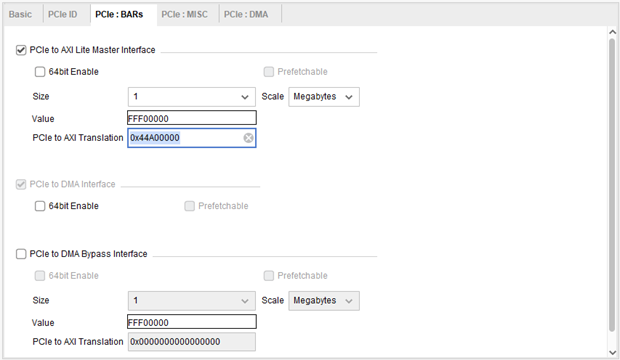 Basic PCIe ID PCIe : BARs PCIe : MISC PCIe : DMA
PCIe to AXI Lite Master Interface
64bit Enable Prefetchable
Size 1 Scale Megabytes
Value FFF00000
PCIe to AXI Translation 0x44A00000
PCIe to DMA Interface
64bit Enable Prefetchable
PCIe to DMA Bypass Interface
64bit Enable Prefetchable
Size 1 Scale Megabytes
Value FFF00000
PCIe to AXI Translation 0x0000000000000000